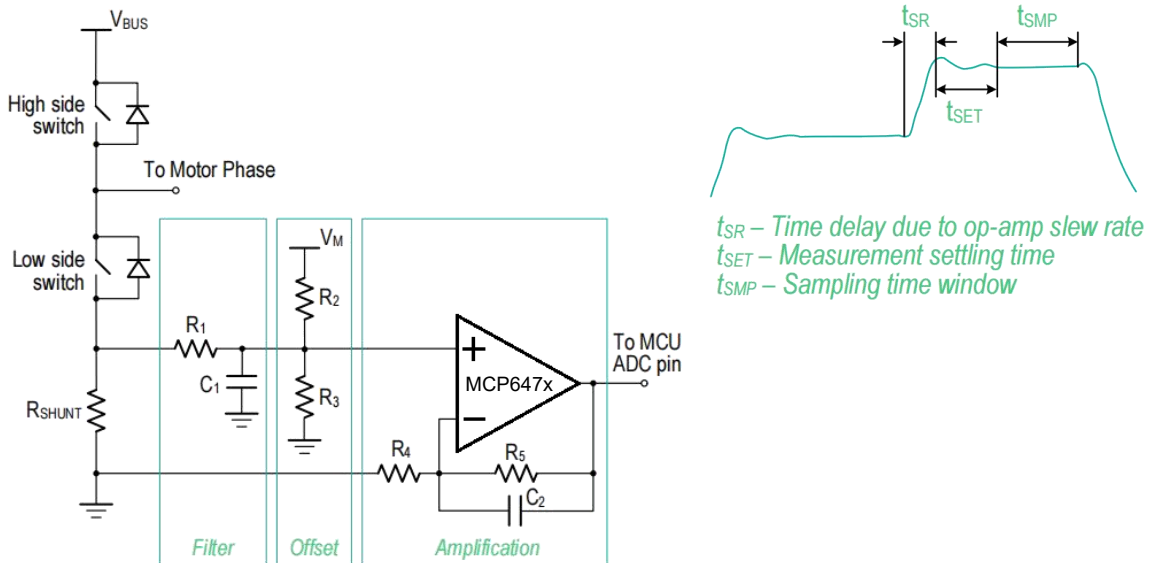 VBUS
High side
switch
To Motor Phase
Low side
switch
VM
R2
R1
C1
R3
RSHUNT
+
MCP647x
−
To MCU
ADC pin
R4
R5
C2
Filter
Offset
Amplification
tSR
tSMP
tSET
tSR – Time delay due to op-amp slew rate
tSET – Measurement settling time
tSMP – Sampling time window